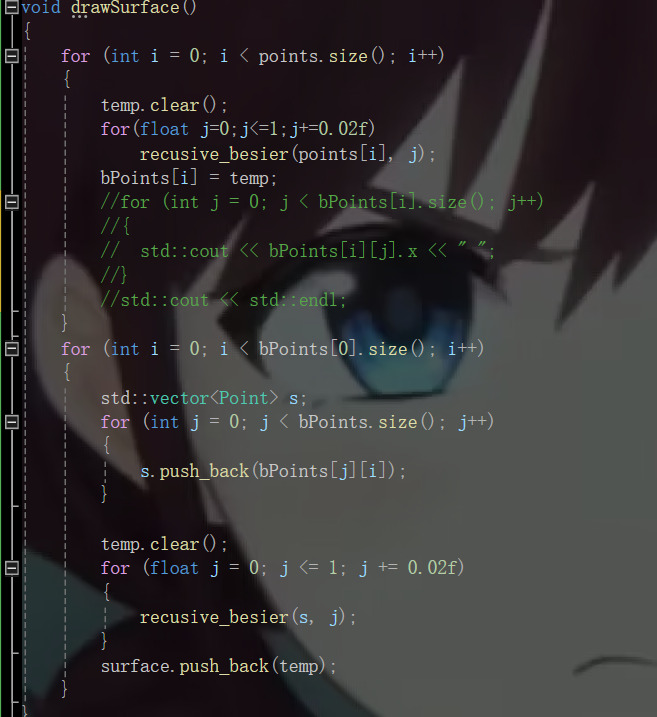 void drawSurface()
{
for (int i = 0; i < points.size(); i++)
{
temp.clear();
for(float j=0;j<=1;j+=0.02f)
recusive_besier(points[i], j);
bPoints[i] = temp;
//for (int j = 0; j < bPoints[i].size(); j++)
//{
//  std::cout << bPoints[i][j].x << " ";
//}
//std::cout << std::endl;
}
for (int i = 0; i < bPoints[0].size(); i++)
{
std::vector<Point> s;
for (int j = 0; j < bPoints.size(); j++)
{
s.push_back(bPoints[j][i]);
}
temp.clear();
for (float j = 0; j <= 1; j += 0.02f)
{
recusive_besier(s, j);
}
surface.push_back(temp);
}
}